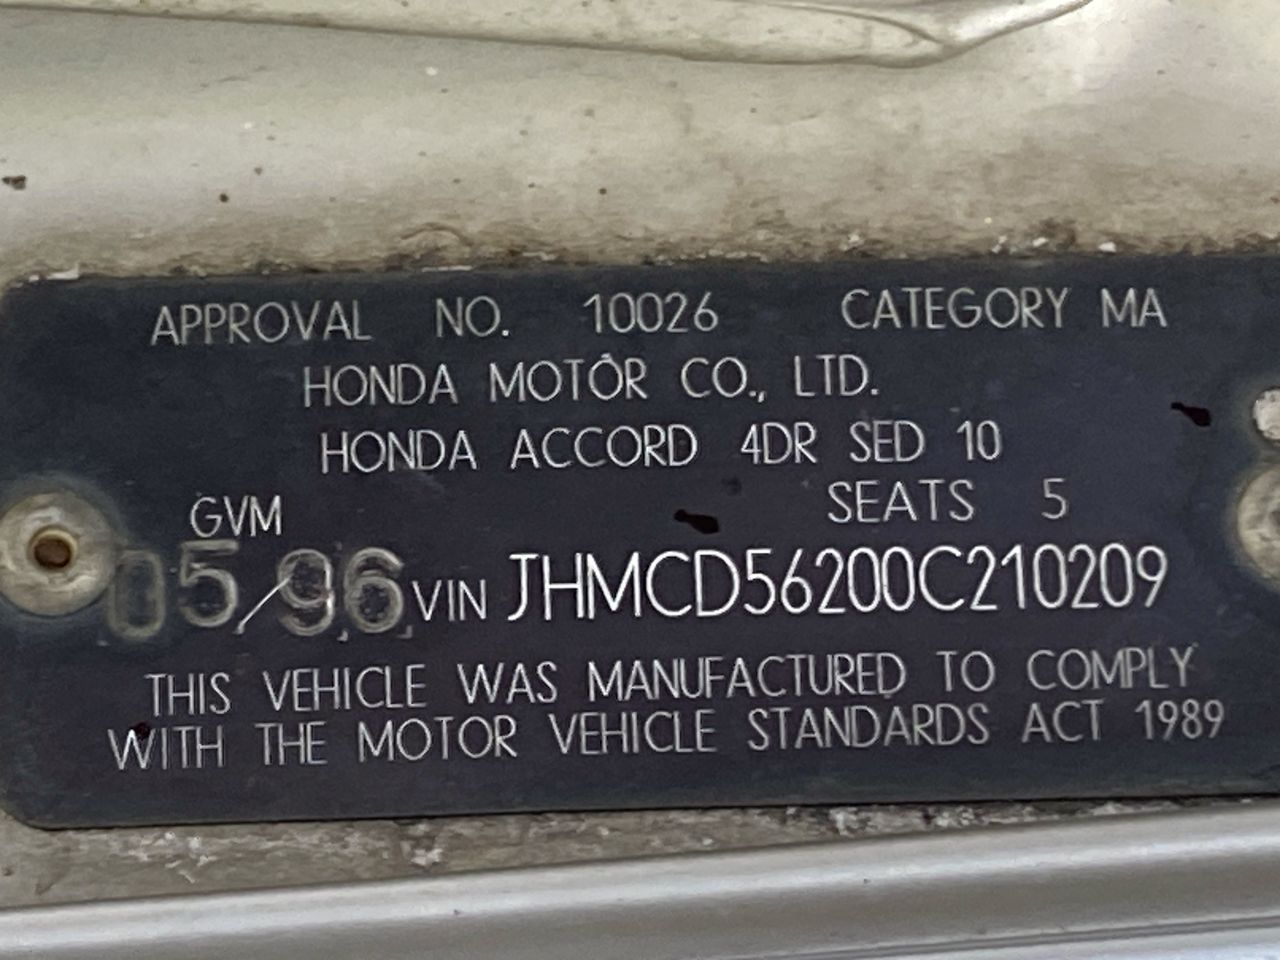 APPROVAL NO. 10026 CATEGORY MA
HONDA MOTOR CO., LTD.
HONDA ACCORD 4DR SED 10
GVM SEATS 5
05/96 VIN JHMCD56200C210209
THIS VEHICLE WAS MANUFACTURED TO COMPLY
WITH THE MOTOR VEHICLE STANDARDS ACT 1989